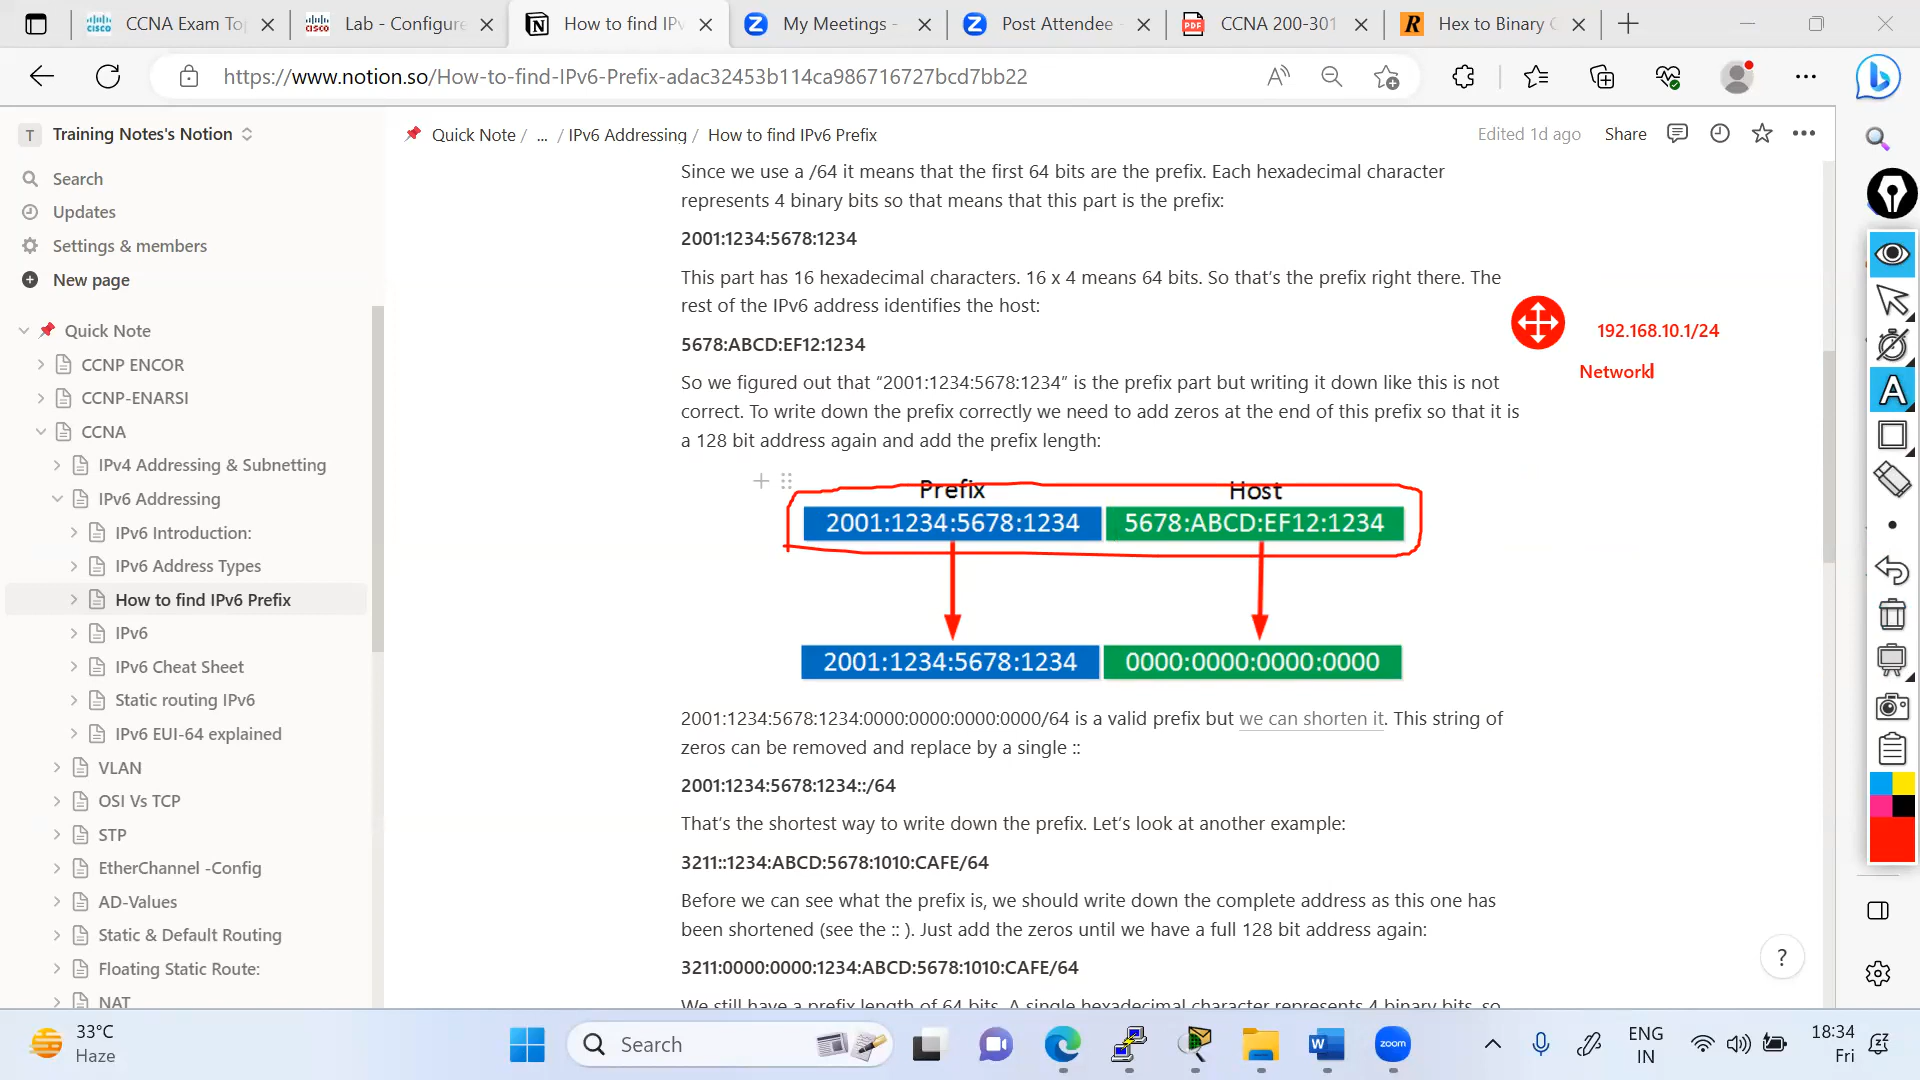 CCNA Exam To
Lab - Configure
How to find IPv
My Meetings -
Post Attendee -
CCNA 200-301
Hex to Binary C
https://www.notion.so/How-to-find-IPv6-Prefix-adac32453b114ca986716727bcd7bb22
T Training Notes's Notion
Search
Updates
Settings & members
New page
Quick Note
CCNP ENCOR
CCNP-ENARSI
CCNA
IPv4 Addressing & Subnetting
IPv6 Addressing
IPv6 Introduction:
IPv6 Address Types
How to find IPv6 Prefix
IPv6
IPv6 Cheat Sheet
Static routing IPv6
IPv6 EUI-64 explained
VLAN
OSI Vs TCP
STP
EtherChannel -Config
AD-Values
Static & Default Routing
Floating Static Route:
NAT
Quick Note / ... / IPv6 Addressing / How to find IPv6 Prefix
Edited 1d ago Share
Since we use a /64 it means that the first 64 bits are the prefix. Each hexadecimal character
represents 4 binary bits so that means that this part is the prefix:
2001:1234:5678:1234
This part has 16 hexadecimal characters. 16 x 4 means 64 bits. So that's the prefix right there. The
rest of the IPv6 address identifies the host:
5678:ABCD:EF12:1234
So we figured out that “2001:1234:5678:1234” is the prefix part but writing it down like this is not
correct. To write down the prefix correctly we need to add zeros at the end of this prefix so that it is
a 128 bit address again and add the prefix length:
192.168.10.1/24
Network
Prefix Host
2001:1234:5678:1234 5678:ABCD:EF12:1234
2001:1234:5678:1234 0000:0000:0000:0000
2001:1234:5678:1234:0000:0000:0000:0000/64 is a valid prefix but we can shorten it. This string of
zeros can be removed and replace by a single ::
2001:1234:5678:1234::/64
That's the shortest way to write down the prefix. Let's look at another example:
3211::1234:ABCD:5678:1010:CAFE/64
Before we can see what the prefix is, we should write down the complete address as this one has
been shortened (see the :: ). Just add the zeros until we have a full 128 bit address again:
3211:0000:0000:1234:ABCD:5678:1010:CAFE/64
We still have a prefix length of 64 bits. A single hexadecimal character represents 4 binary bits, so
?
33°C
Haze
Search
zoom
ENG
IN
18:34
Fri